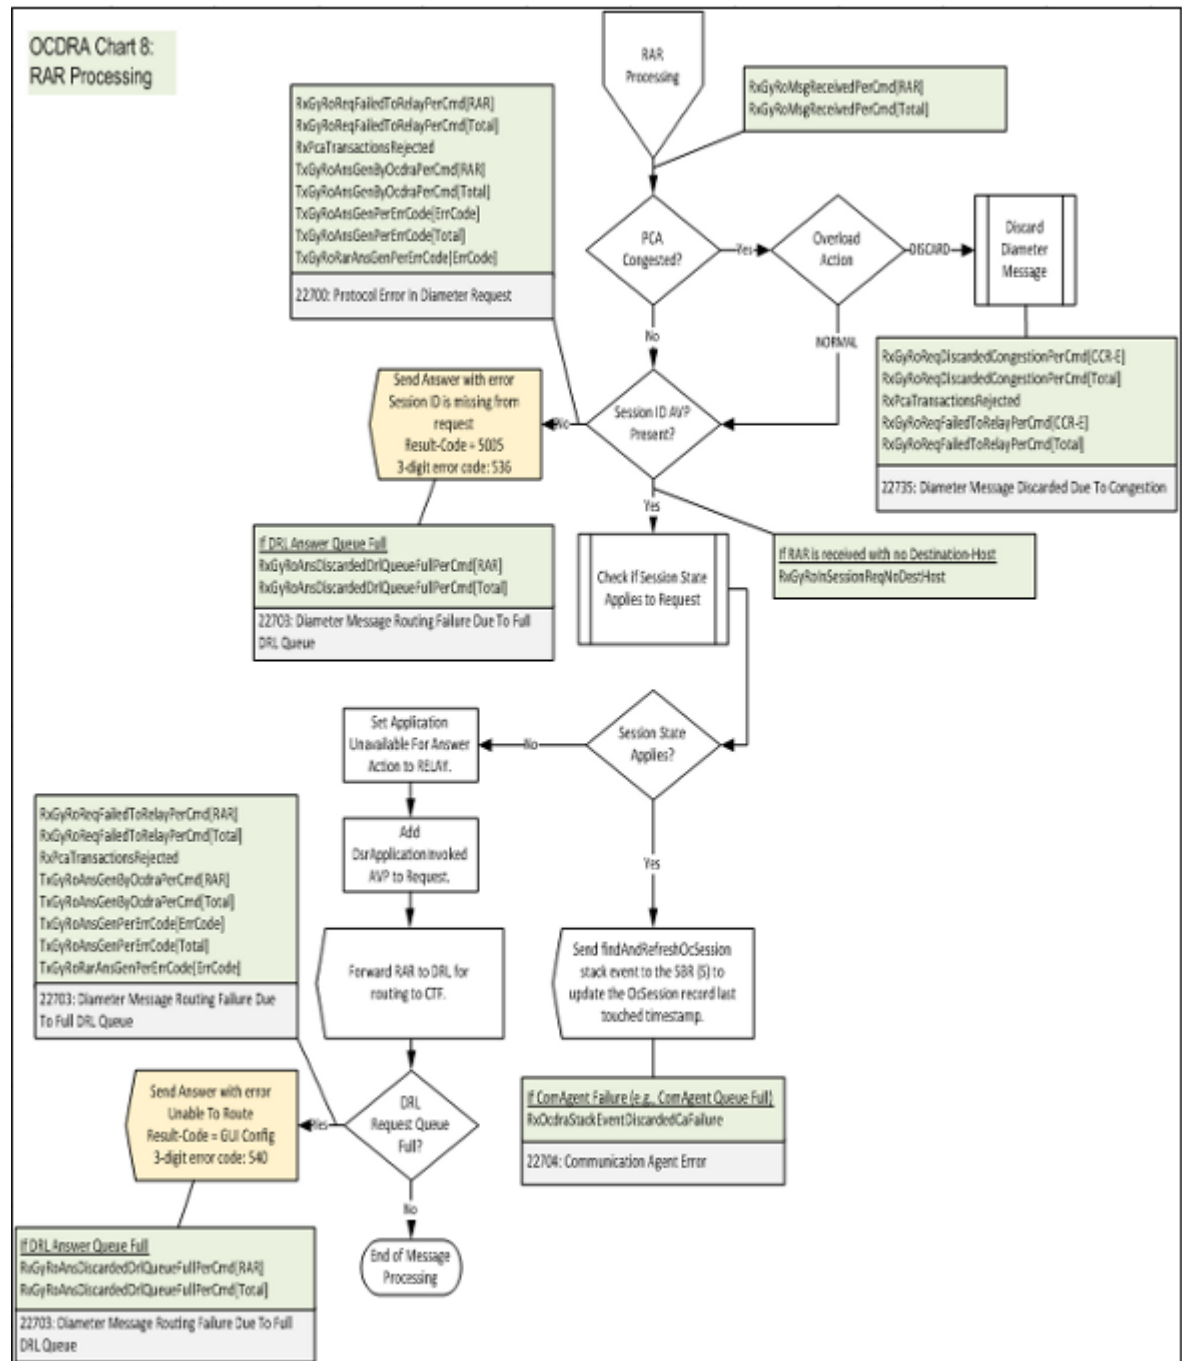 OCDRA Chart 8:
RAR Processing
RAR
Processing
RxGyRoMsgReceivedPerCmd[RAR]
RxGyRoMsgReceivedPerCmd[Total]
RxGyRoReqFailedToRelayPerCmd[RAR]
RxGyRoReqFailedToRelayPerCmd[Total]
RxPcaTransactionsRejected
TxGyRoAnsGenByOcdraPerCmd[RAR]
TxGyRoAnsGenByOcdraPerCmd[Total]
TxGyRoAnsGenPerErrCode[ErrCode]
TxGyRoAnsGenPerErrCode[Total]
TxGyRoRarAnsGenPerErrCode[ErrCode]
22700: Protocol Error in Diameter Request
PCA
Congested?
Yes
Overload
Action
DISCARD
Discard
Diameter
Message
No
NORMAL
RxGyRoReqDiscardedCongestionPerCmd[CCR-E]
RxGyRoReqDiscardedCongestionPerCmd[Total]
RxPcaTransactionsRejected
RxGyRoReqFailedToRelayPerCmd[CCR-E]
RxGyRoReqFailedToRelayPerCmd[Total]
22735: Diameter Message Discarded Due To Congestion
Send Answer with error
Session ID is missing from
request
Result-Code = 5005
3-digit error code: 536
No
Session ID AVP
Present?
Yes
If DRL Answer Queue Full
RxGyRoAnsDiscardedDrlQueueFullPerCmd[RAR]
RxGyRoAnsDiscardedDrlQueueFullPerCmd[Total]
22703: Diameter Message Routing Failure Due To Full
DRL Queue
If RAR is received with no Destination-Host
RxGyRoInSessionReqNoDestHost
Check if Session State
Applies to Request
Set Application
Unavailable For Answer
Action to RELAY.
No
Session State
Applies?
Add
DsrApplicationInvoked
AVP to Request.
Yes
RxGyRoReqFailedToRelayPerCmd[RAR]
RxGyRoReqFailedToRelayPerCmd[Total]
RxPcaTransactionsRejected
TxGyRoAnsGenByOcdraPerCmd[RAR]
TxGyRoAnsGenByOcdraPerCmd[Total]
TxGyRoAnsGenPerErrCode[ErrCode]
TxGyRoAnsGenPerErrCode[Total]
TxGyRoRarAnsGenPerErrCode[ErrCode]
22703: Diameter Message Routing Failure Due
To Full DRL Queue
Forward RAR to DRL for
routing to CTF.
Send findAndRefreshOcSession
stack event to the SBR (S) to
update the OcSession record last
touched timestamp.
If ComAgent Failure (e.g., ComAgent Queue Full)
RxOcdraStackEventDiscardedCaFailure
22704: Communication Agent Error
Send Answer with error
Unable To Route
Result-Code = GUI Config
3-digit error code: 540
Yes
DRL
Request Queue
Full?
No
End of Message
Processing
If DRL Answer Queue Full
RxGyRoAnsDiscardedDrlQueueFullPerCmd[RAR]
RxGyRoAnsDiscardedDrlQueueFullPerCmd[Total]
22703: Diameter Message Routing Failure Due To Full
DRL Queue